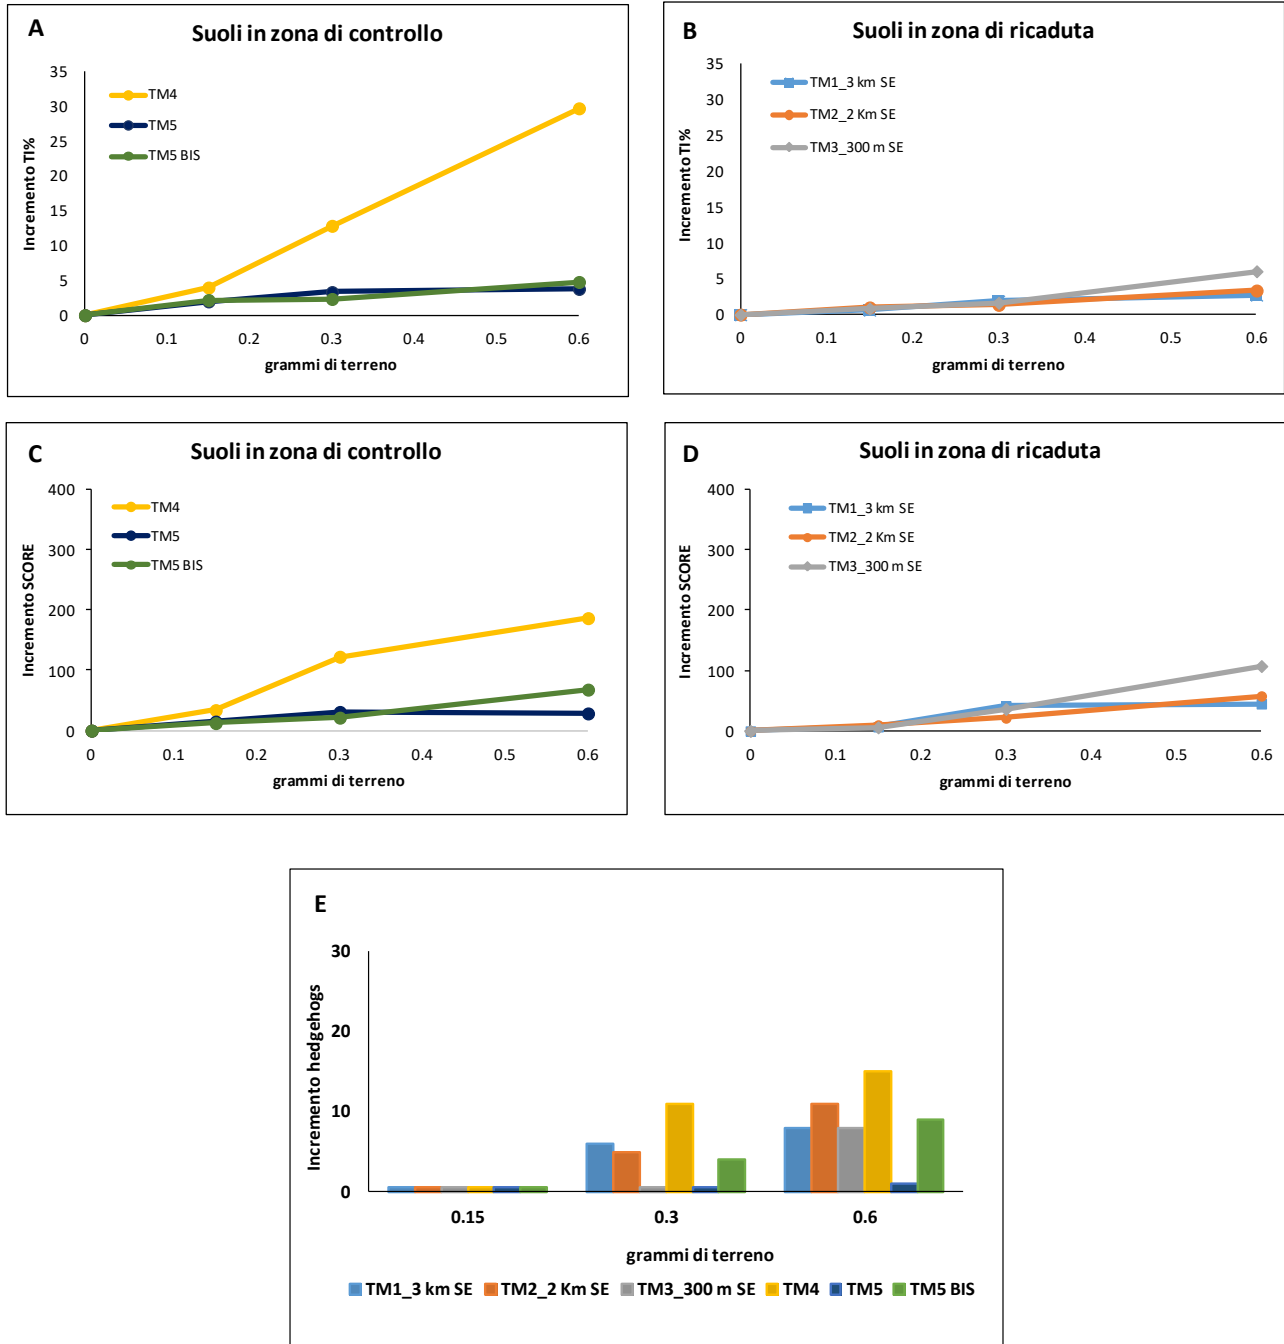 A
Suoli in zona di controllo
35
30
25
20
15
10
5
0
Incremento TI%
TM4
TM5
TM5 BIS
0 0.1 0.2 0.3 0.4 0.5 0.6
grammi di terreno
B
Suoli in zona di ricaduta
35
30
25
20
15
10
5
0
Incremento TI%
TM1_3 km SE
TM2_2 Km SE
TM3_300 m SE
0 0.1 0.2 0.3 0.4 0.5 0.6
grammi di terreno
C
Suoli in zona di controllo
400
300
200
100
0
Incremento SCORE
TM4
TM5
TM5 BIS
0 0.1 0.2 0.3 0.4 0.5 0.6
grammi di terreno
D
Suoli in zona di ricaduta
400
300
200
100
0
Incremento SCORE
TM1_3 km SE
TM2_2 Km SE
TM3_300 m SE
0 0.1 0.2 0.3 0.4 0.5 0.6
grammi di terreno
E
30
20
10
0
Incremento hedgehogs
0.15 0.3 0.6
grammi di terreno
TM1_3 km SE TM2_2 Km SE TM3_300 m SE TM4 TM5 TM5 BIS